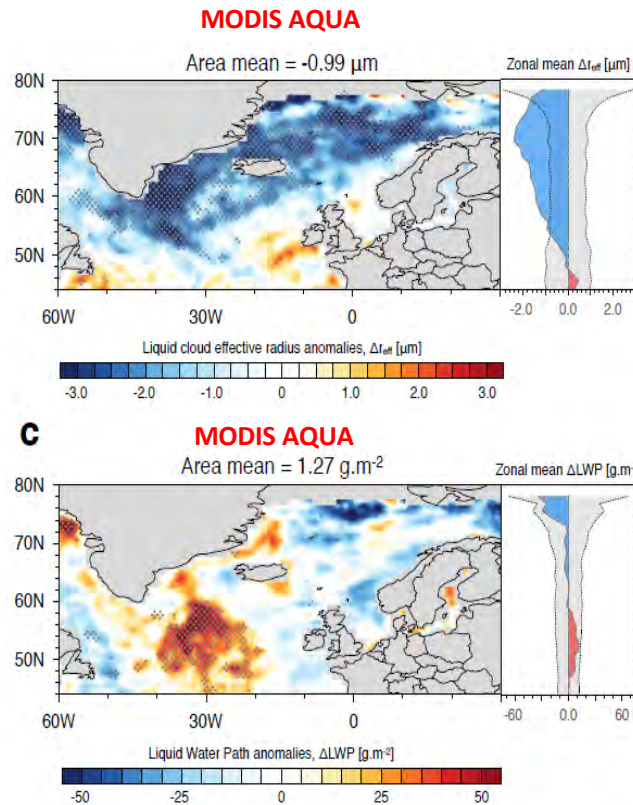 MODIS AQUA
Area mean = -0.99 μm
Zonal mean Δreff [μm]
80N
70N
60N
50N
60W 30W 0
-2.0 0.0 2.0
Liquid cloud effective radius anomalies, Δreff [μm]
-3.0 -2.0 -1.0 0 1.0 2.0 3.0
c MODIS AQUA
Area mean = 1.27 g.m-2
Zonal mean ΔLWP [g.m-
80N
70N
60N
50N
60W 30W 0
-60 0.0 60
Liquid Water Path anomalies, ΔLWP [g.m-2]
-50 -25 0 25 50